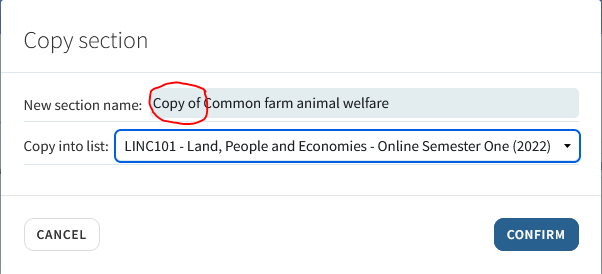 Copy section
New section name: Copy of Common farm animal welfare
Copy into list: LINC101 - Land, People and Economies - Online Semester One (2022)
CANCEL CONFIRM